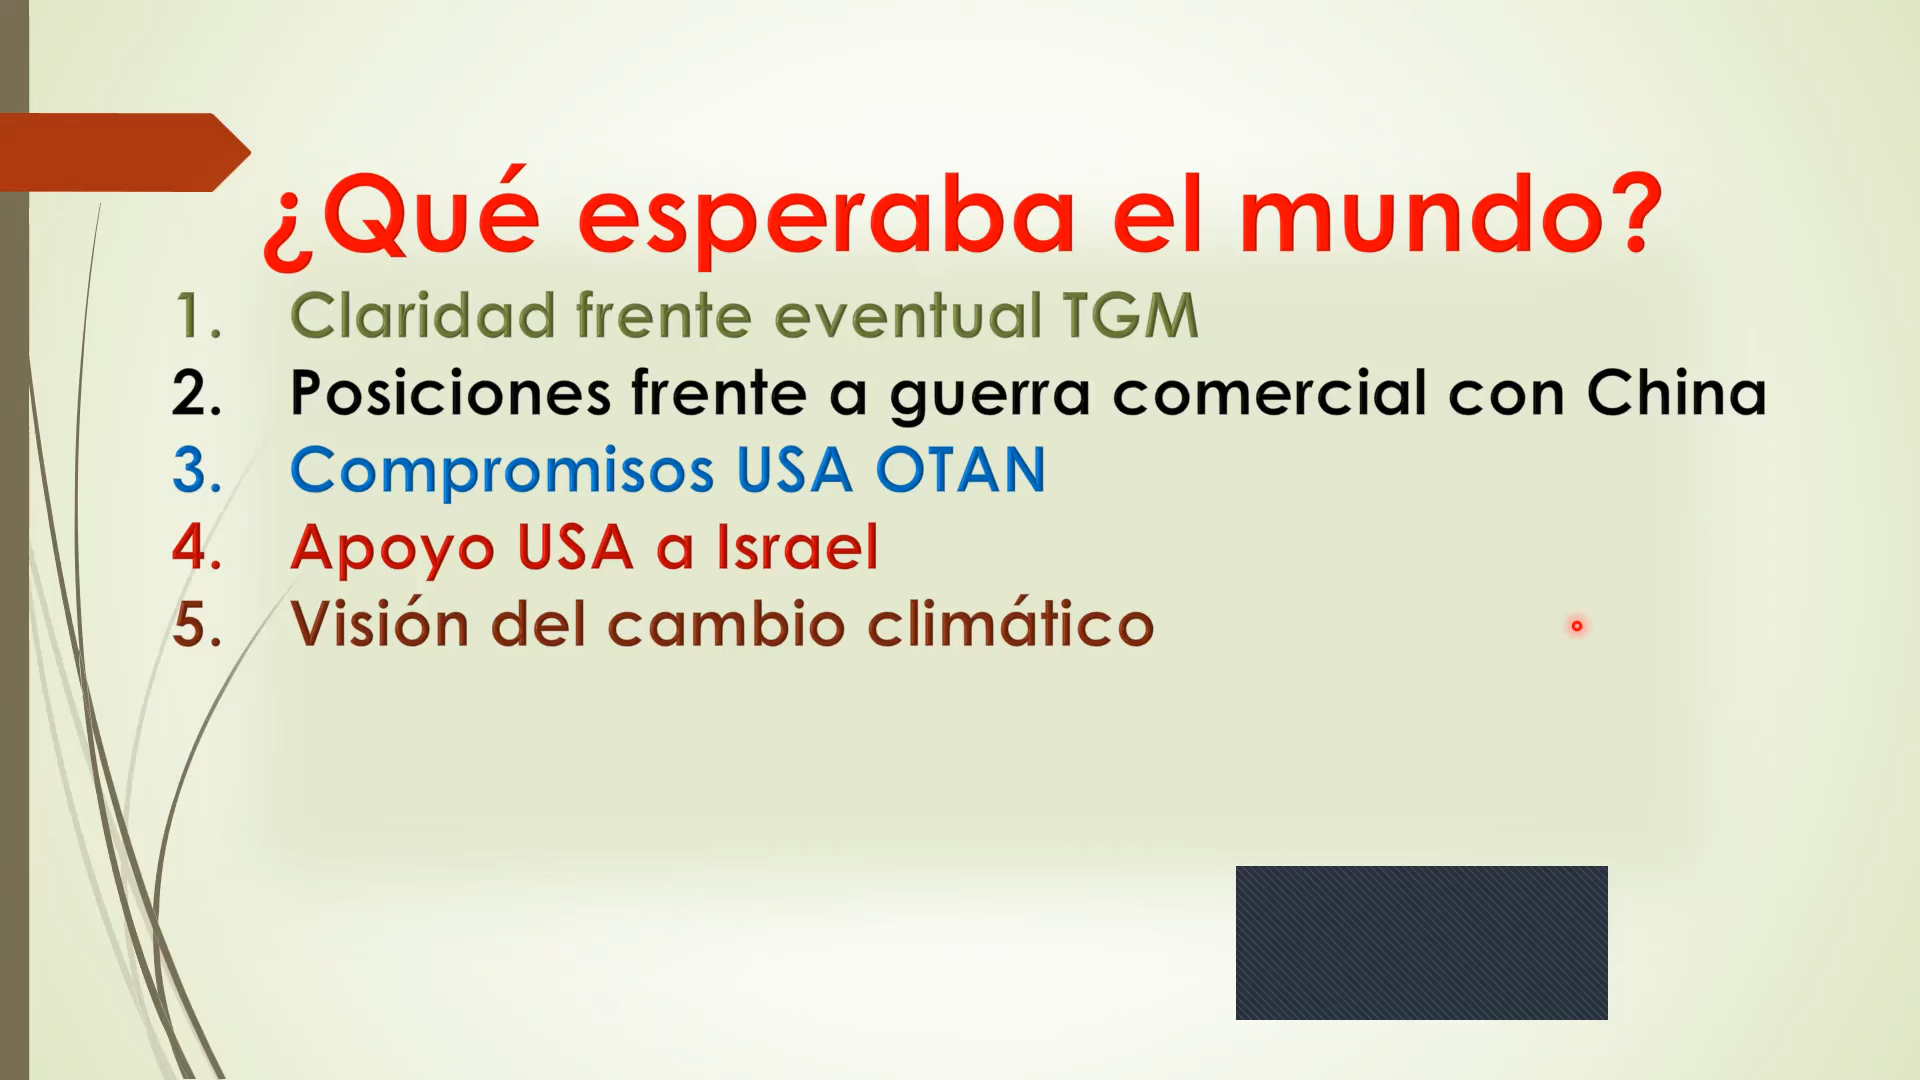 ¿Qué esperaba el mundo?
1. Claridad frente eventual TGM
2. Posiciones frente a guerra comercial con China
3. Compromisos USA OTAN
4. Apoyo USA a Israel
5. Visión del cambio climático